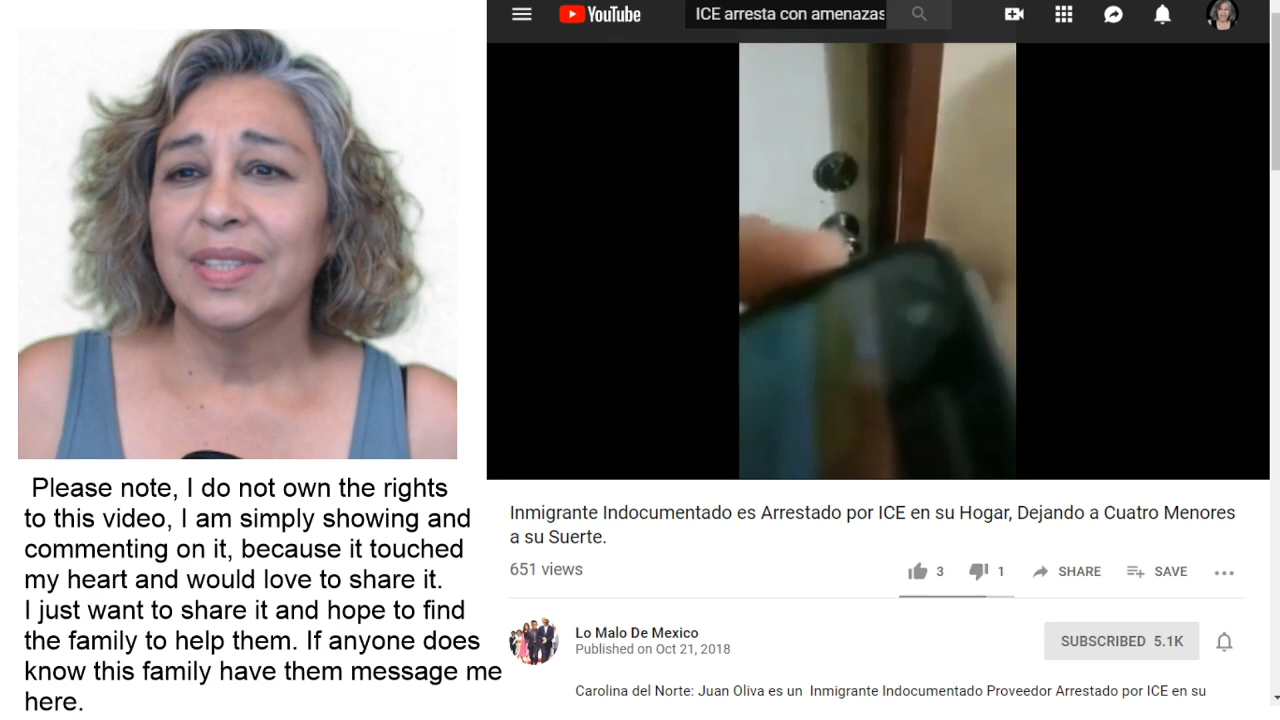 YouTube
ICE arresta con amenazas
Please note, I do not own the rights
to this video, I am simply showing and
commenting on it, because it touched
my heart and would love to share it.
I just want to share it and hope to find
the family to help them. If anyone does
know this family have them message me
here.
Inmigrante Indocumentado es Arrestado por ICE en su Hogar, Dejando a Cuatro Menores
a su Suerte.
651 views
3
1
SHARE
SAVE
Lo Malo De Mexico
Published on Oct 21, 2018
SUBSCRIBED 5.1K
Carolina del Norte: Juan Oliva es un Inmigrante Indocumentado Proveedor Arrestado por ICE en su